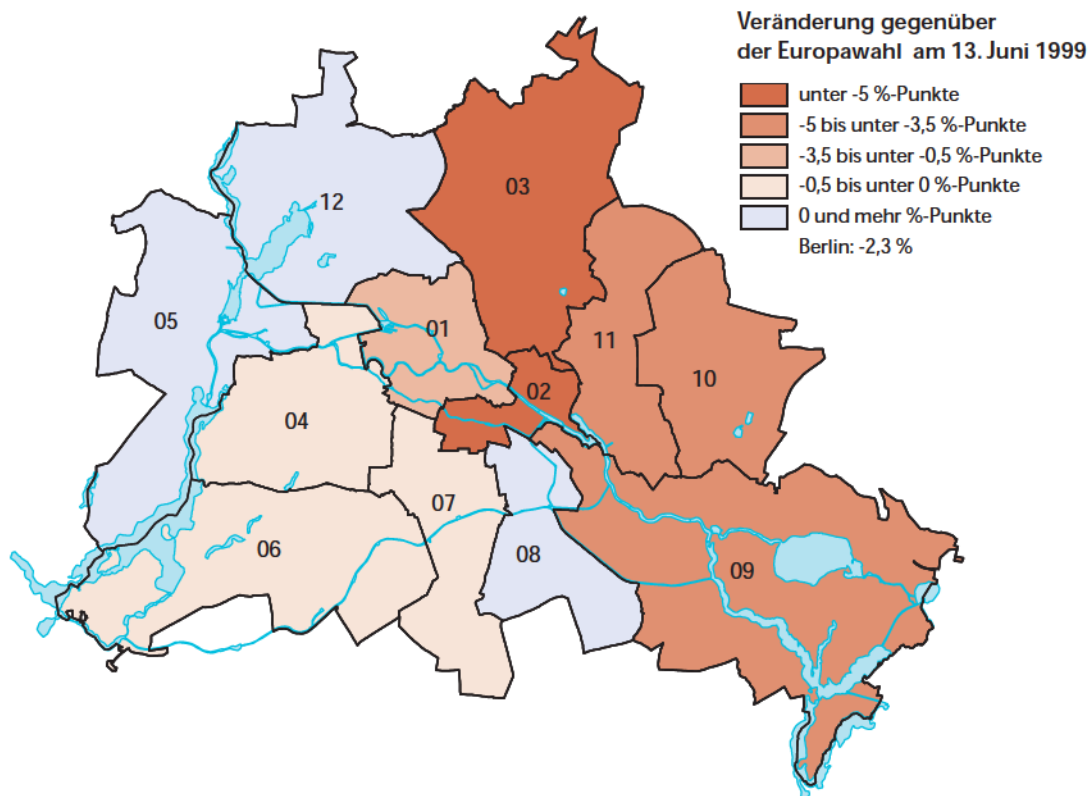 Veränderung gegenüber
der Europawahl am 13. Juni 1999
unter -5 %-Punkte
-5 bis unter -3,5 %-Punkte
-3,5 bis unter -0,5 %-Punkte
-0,5 bis unter 0 %-Punkte
0 und mehr %-Punkte
Berlin: -2,3 %
03
12
05
01
11
10
02
04
07
06
08
09